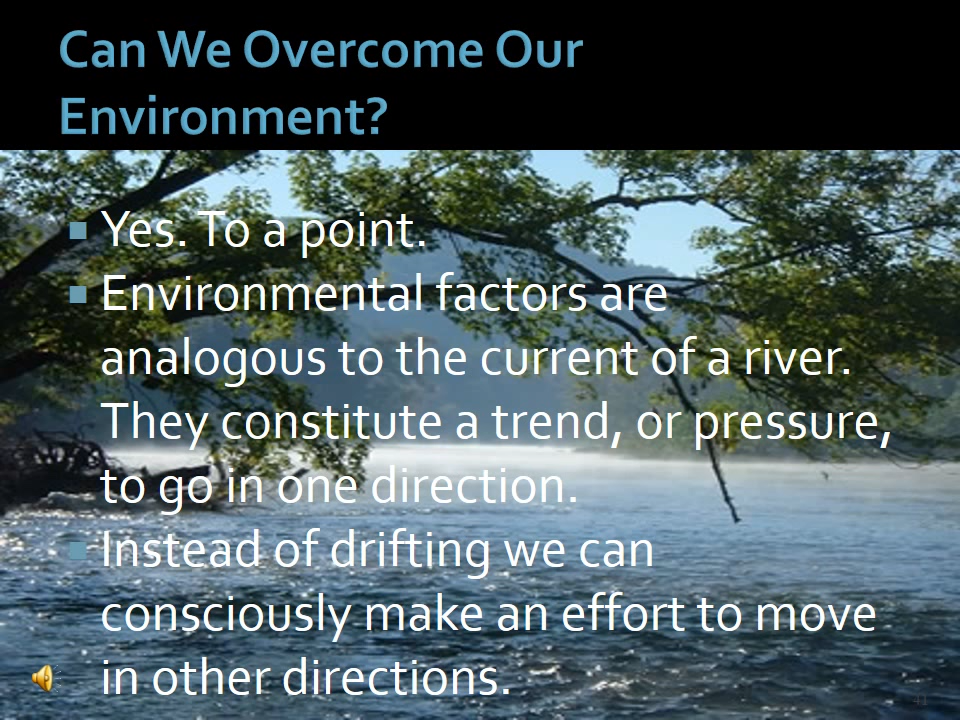 Can We Overcome Our
Environment?
Yes. To a point.
Environmental factors are
analogous to the current of a river.
They constitute a trend, or pressure,
to go in one direction.
Instead of drifting we can
consciously make an effort to move
in other directions.
41